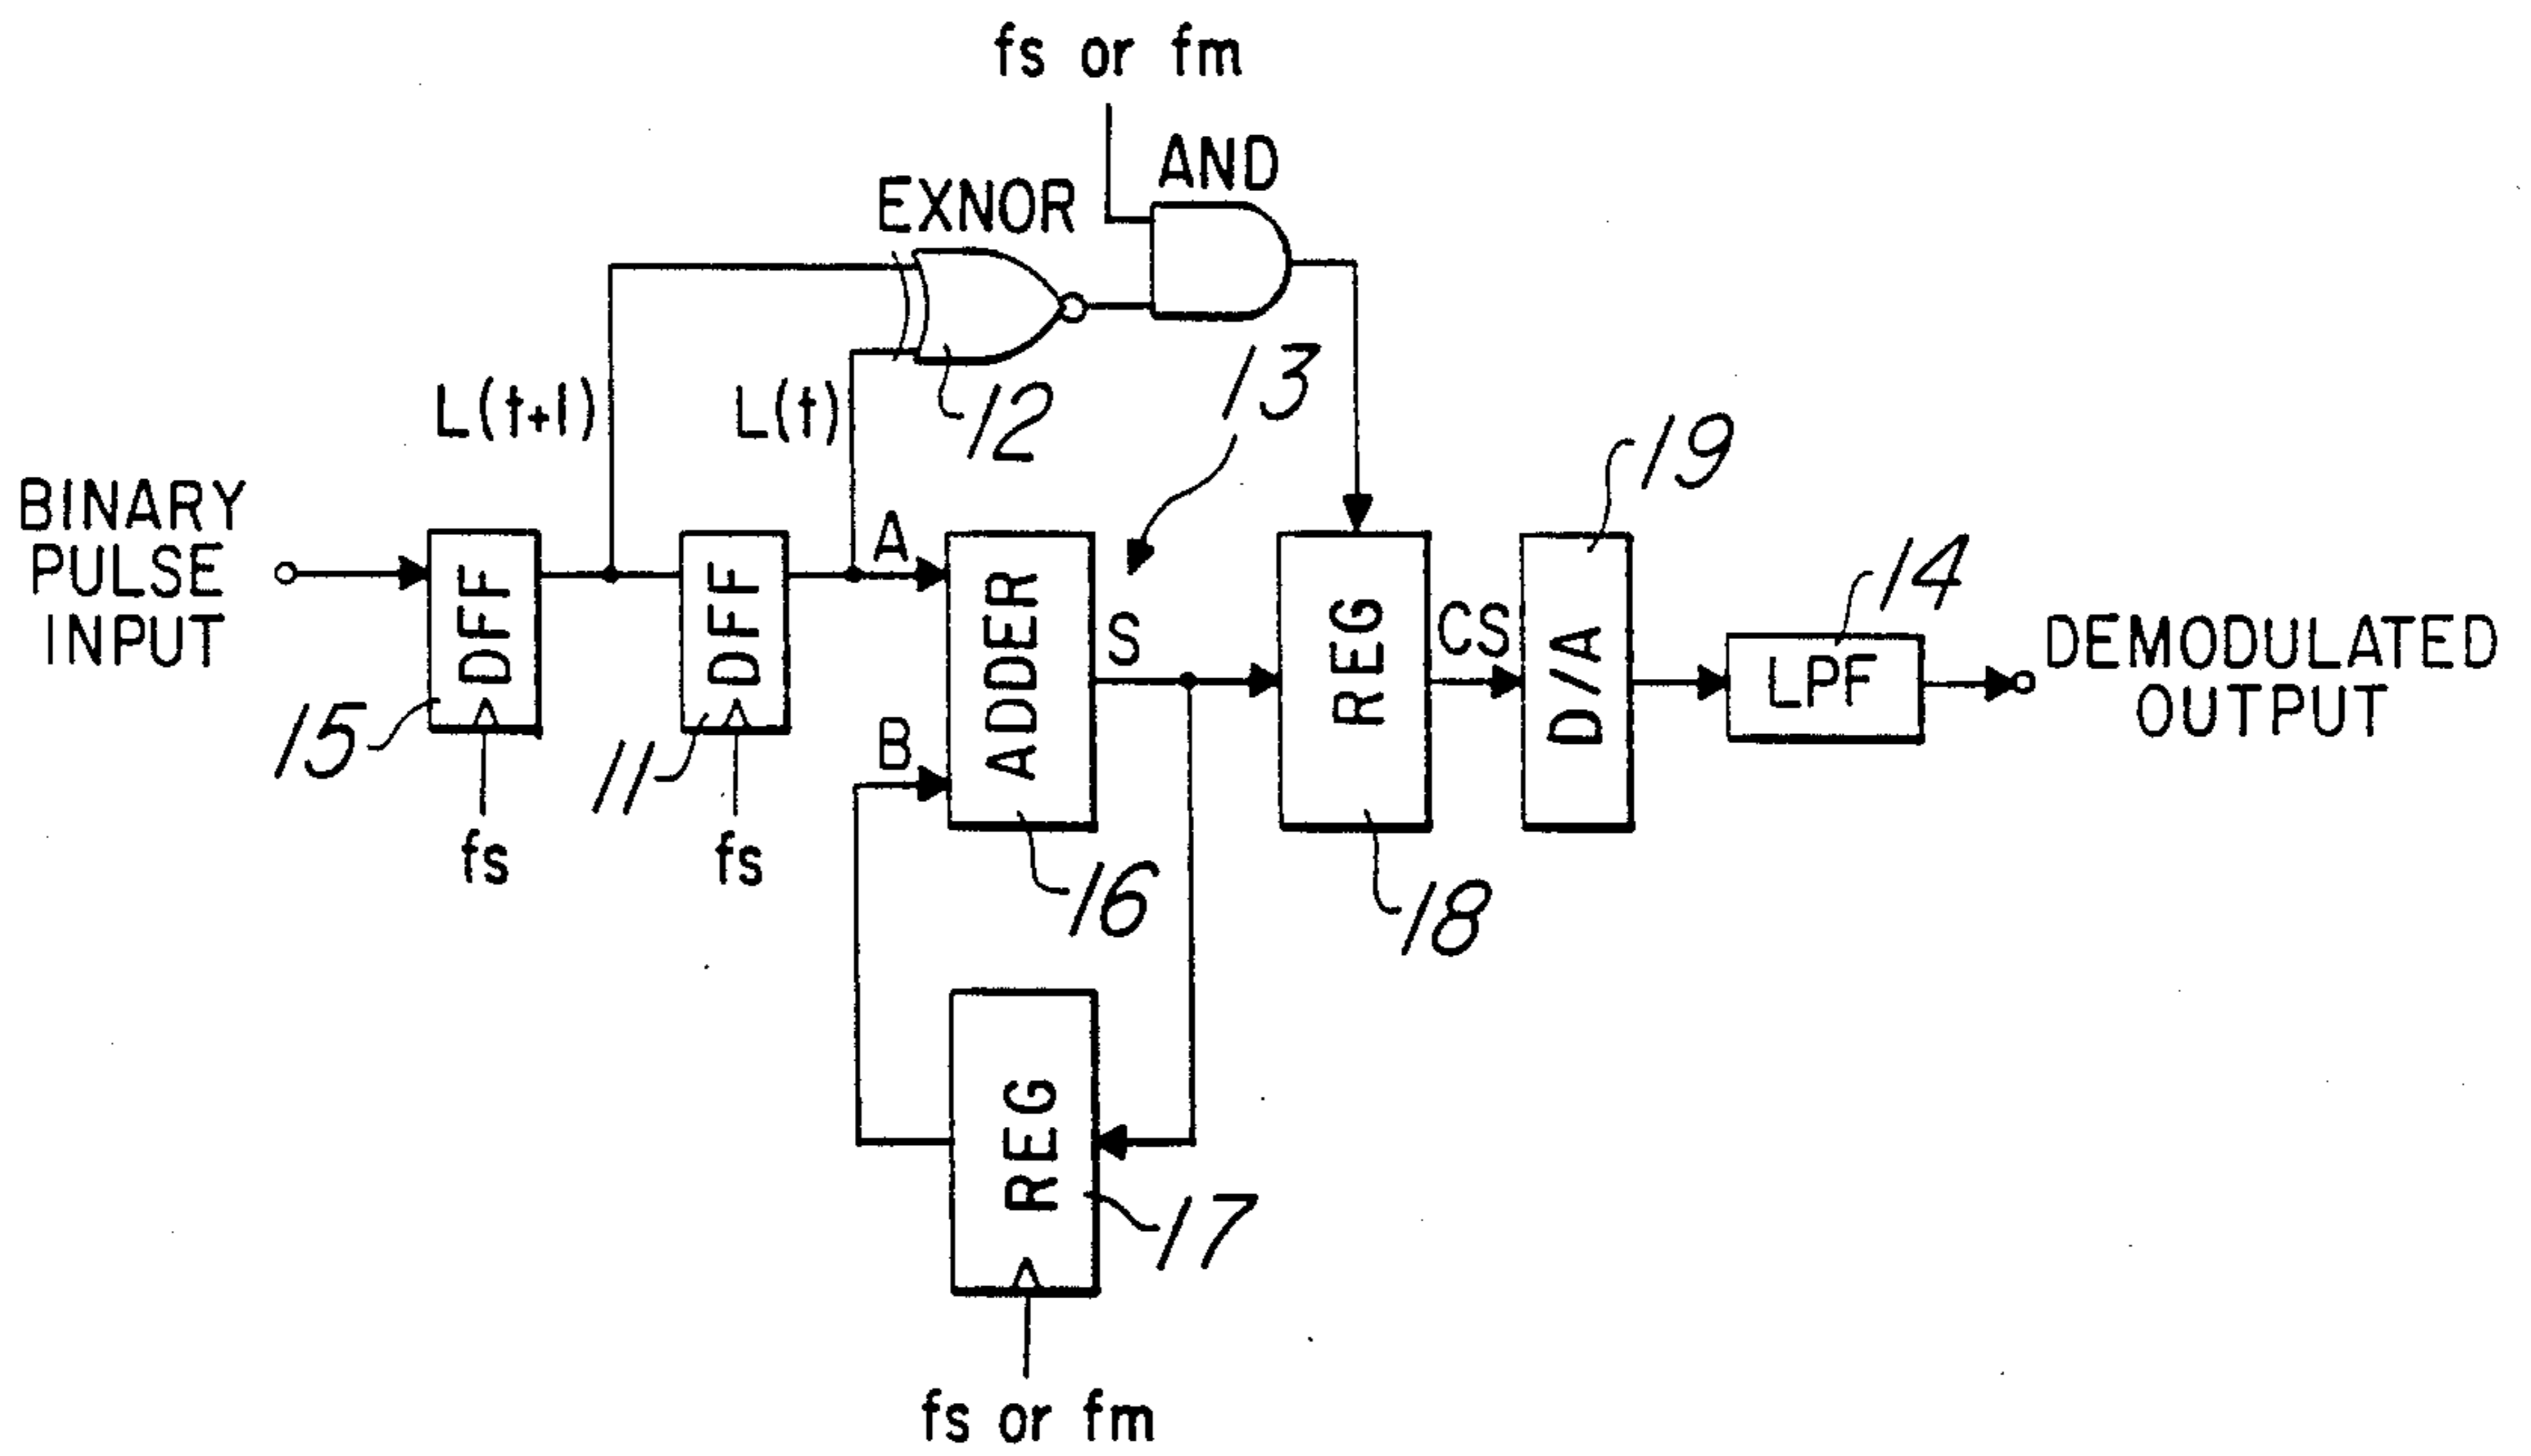 fs or fm
AND
EXNOR
12
13
L(t+1)
L(t)
19
BINARY
PULSE
INPUT
DFF
15
fs
DFF
11
fs
A
B
ADDER
16
S
REG
18
CS
D/A
14
LPF
DEMODULATED
OUTPUT
REG
17
fs or fm